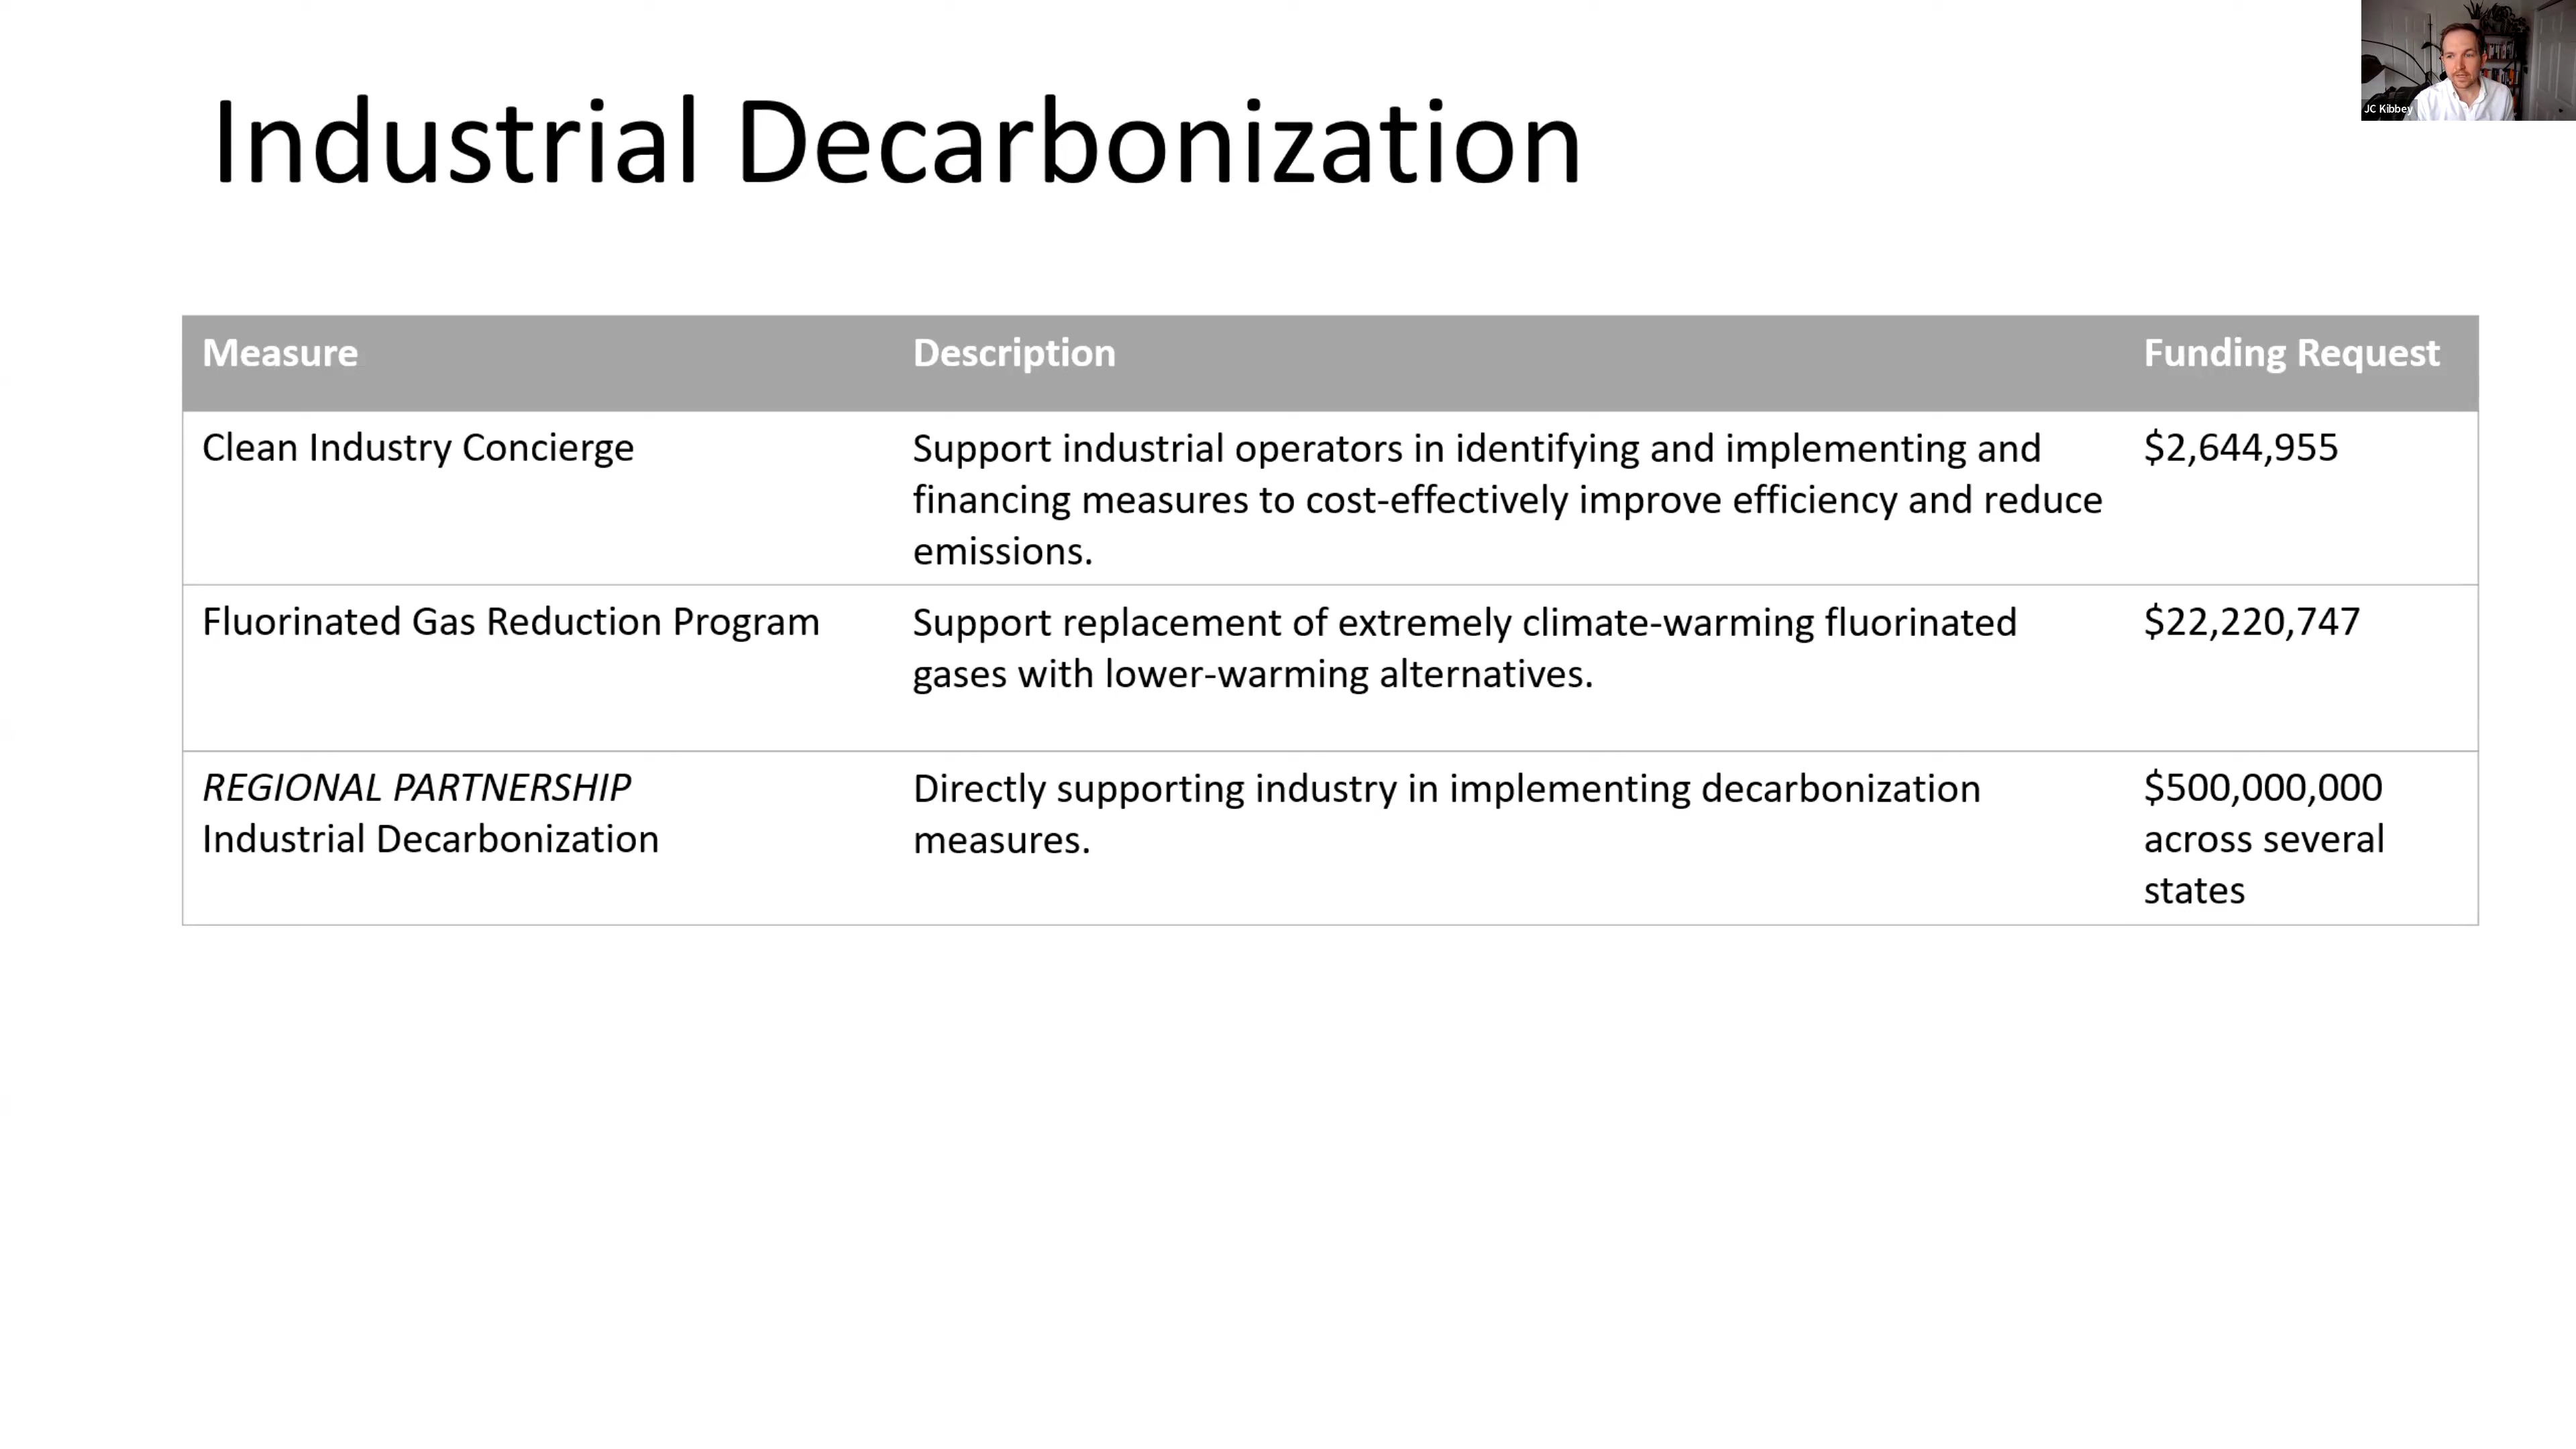 Industrial Decarbonization
JC Kibbey
Measure
Description
Funding Request
Clean Industry Concierge
Support industrial operators in identifying and implementing and
financing measures to cost-effectively improve efficiency and reduce
emissions.
$2,644,955
Fluorinated Gas Reduction Program
Support replacement of extremely climate-warming fluorinated
gases with lower-warming alternatives.
$22,220,747
REGIONAL PARTNERSHIP
Industrial Decarbonization
Directly supporting industry in implementing decarbonization
measures.
$500,000,000
across several
states